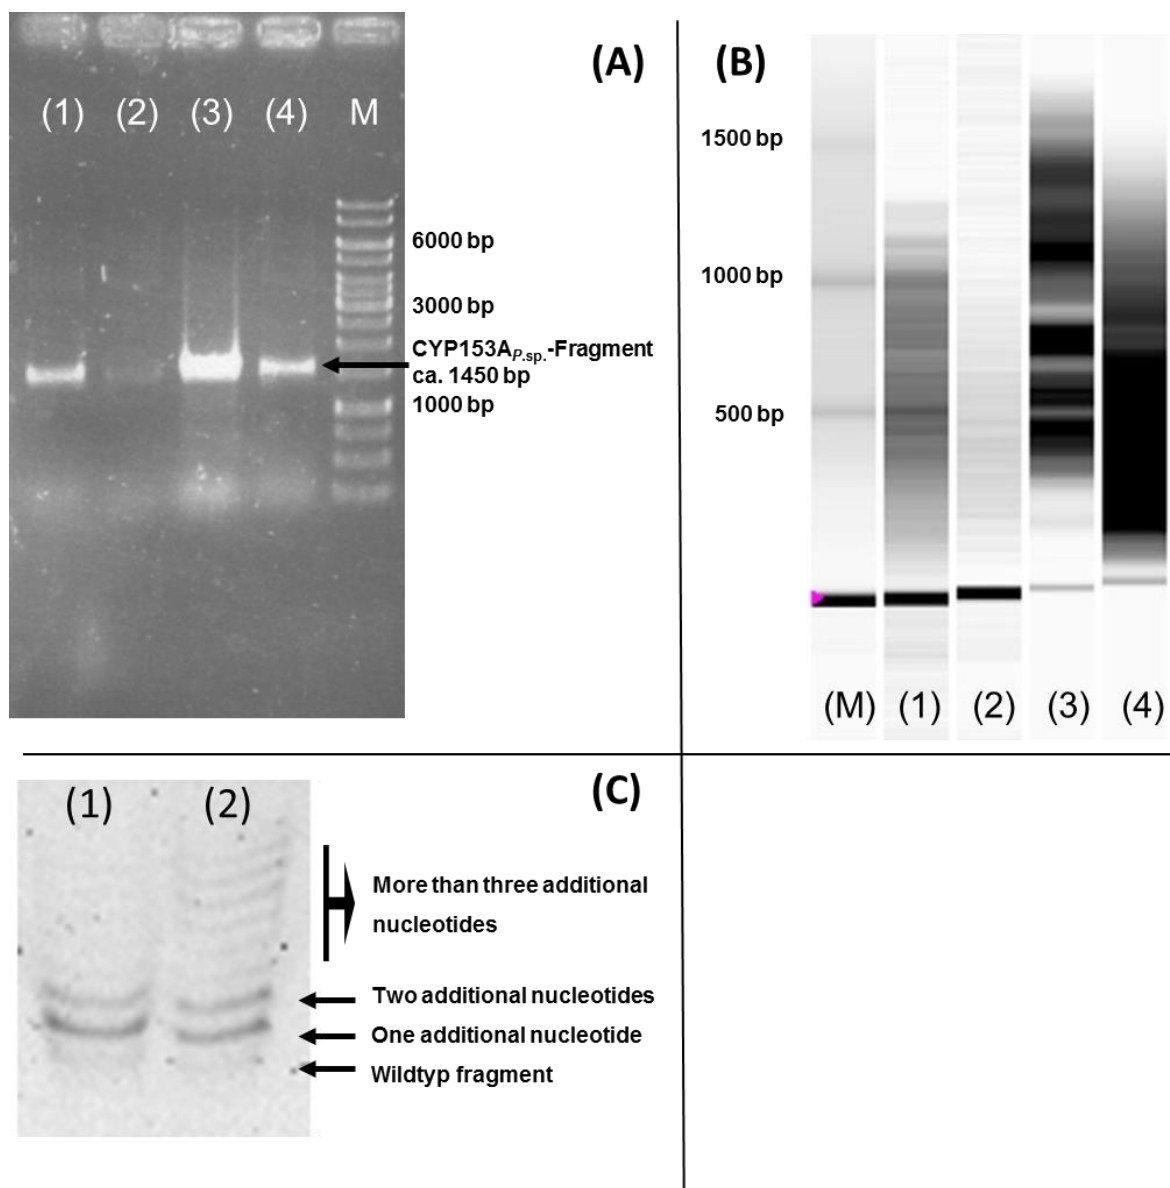 (A)
(1) (2) (3) (4) M
6000 bp
3000 bp
CYP153AP.sp.-Fragment
ca. 1450 bp
1000 bp
(B)
1500 bp
1000 bp
500 bp
(M) (1) (2) (3) (4)
(C)
(1) (2)
More than three additional
nucleotides
Two additional nucleotides
One additional nucleotide
Wildtyp fragment